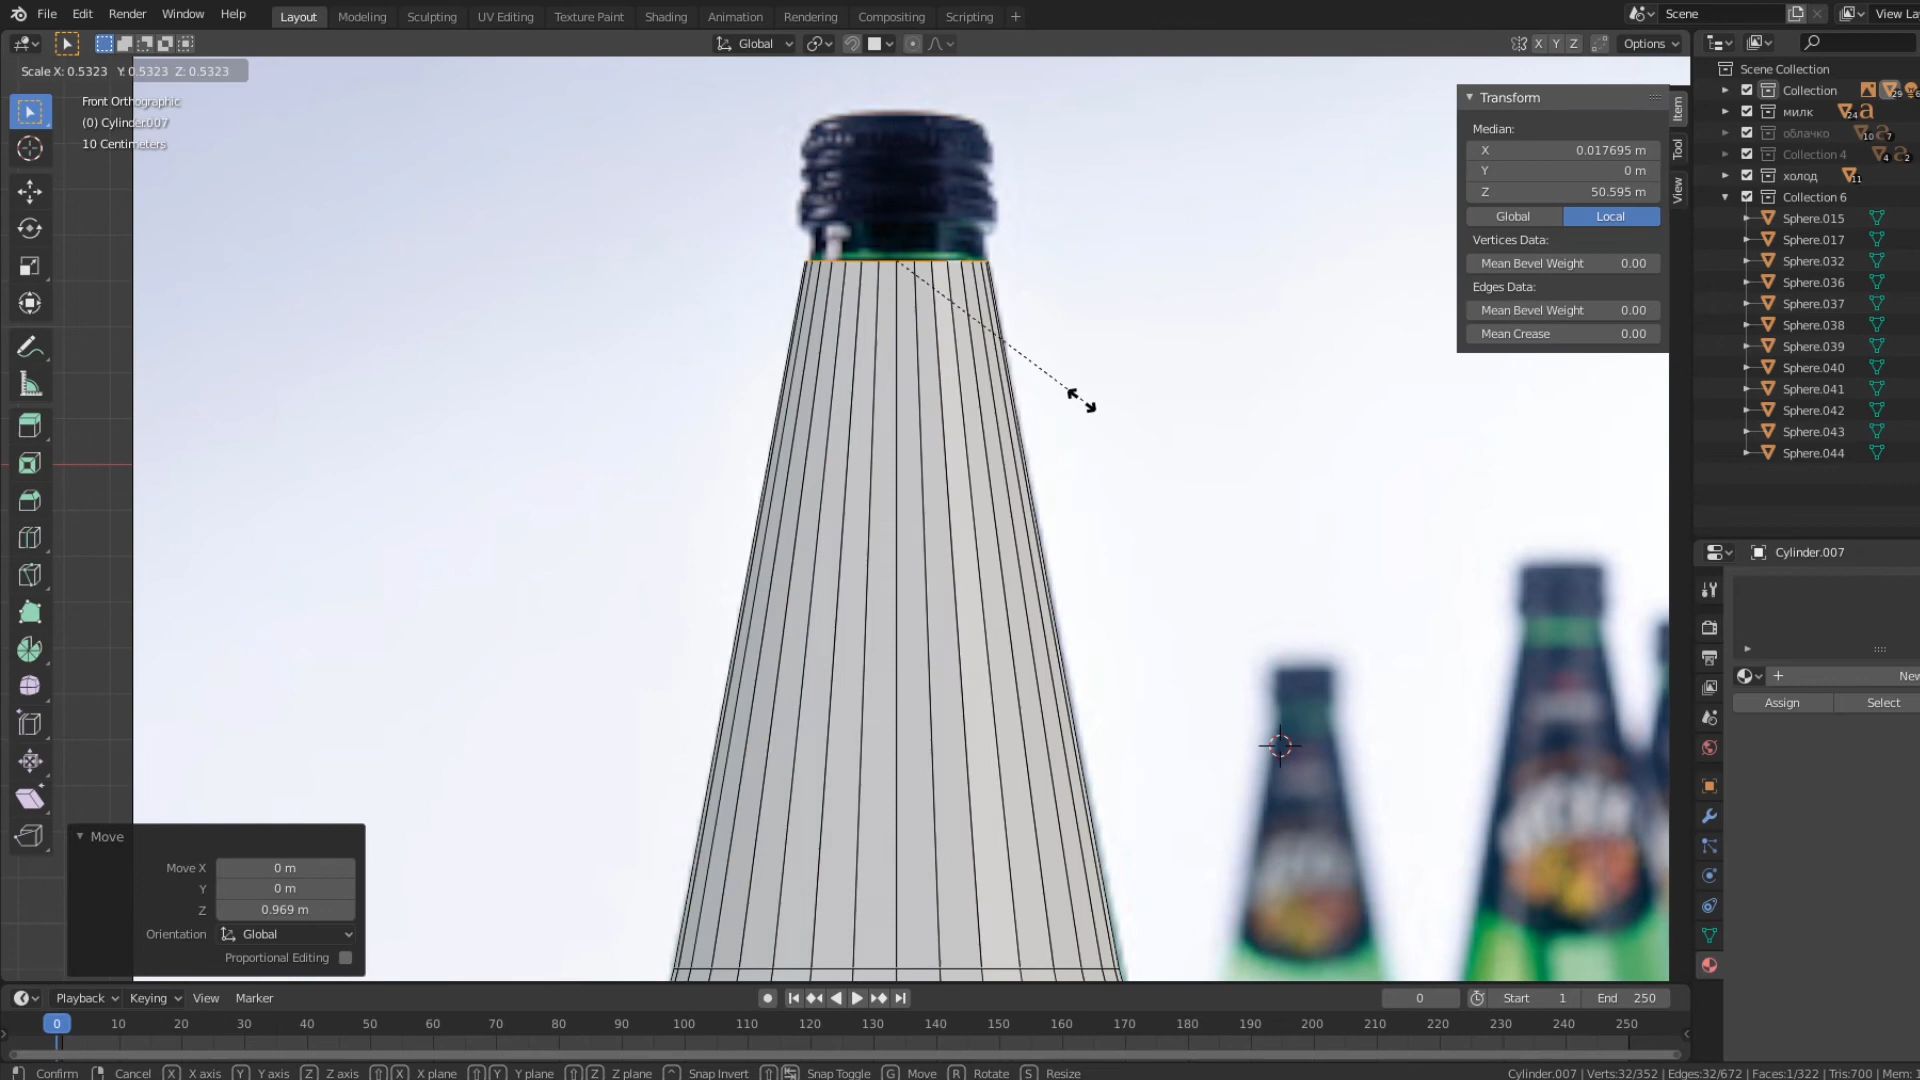 File Edit Render Window Help Layout Modeling Sculpting UV Editing Texture Paint Shading Animation Rendering Compositing Scripting + Scene View La
Global X Y Z Options
Scale X: 0.5323 Y: 0.5323 Z: 0.5323
Front Orthographic
(0) Cylinder.007
10 Centimeters
Transform
Median:
X 0.017695 m
Y 0 m
Z 50.595 m
Global Local
Vertices Data:
Mean Bevel Weight 0.00
Edges Data:
Mean Bevel Weight 0.00
Mean Crease 0.00
Item
Tool
View
Scene Collection
Collection 29
милк 24
облачко 10 7
Collection 4 4 2
холод 11
Collection 6
Sphere.015
Sphere.017
Sphere.032
Sphere.036
Sphere.037
Sphere.038
Sphere.039
Sphere.040
Sphere.041
Sphere.042
Sphere.043
Sphere.044
Cylinder.007
+ New
Assign Select
Move
Move X 0 m
Y 0 m
Z 0.969 m
Orientation Global
Proportional Editing
Playback Keying View Marker 0 Start 1 End 250
0 10 20 30 40 50 60 70 80 90 100 110 120 130 140 150 160 170 180 190 200 210 220 230 240 250
Confirm Cancel X X axis Y Y axis Z Z axis X X plane Y Y plane Z Z plane ^ Snap Invert Snap Toggle G Move R Rotate S Resize Cylinder.007 | Verts:32/352 | Edges:32/672 | Faces:1/322 | Tris:700 | Mem: 1